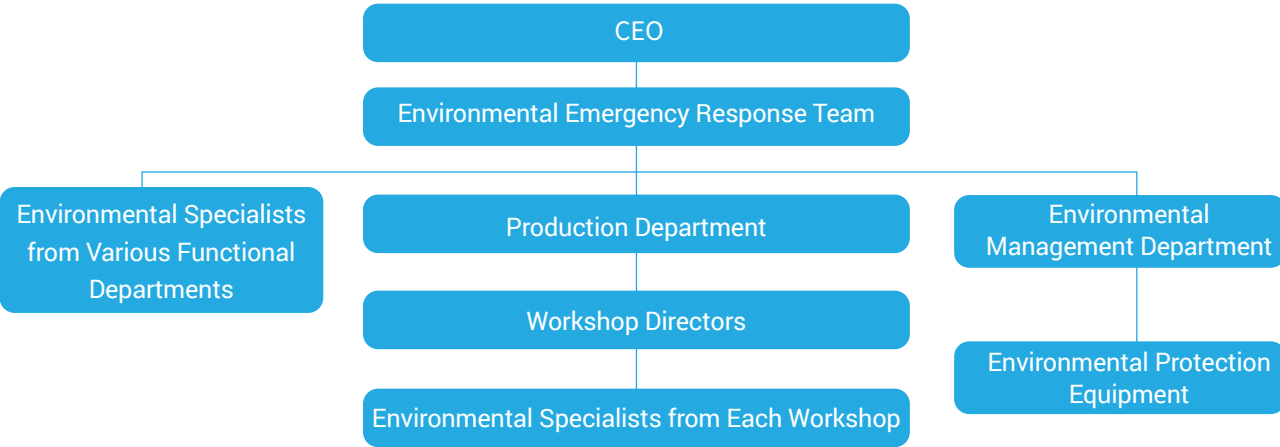 CEO
Environmental Emergency Response Team
Environmental Specialists
from Various Functional
Departments
Production Department
Environmental
Management Department
Workshop Directors
Environmental Protection
Equipment
Environmental Specialists from Each Workshop